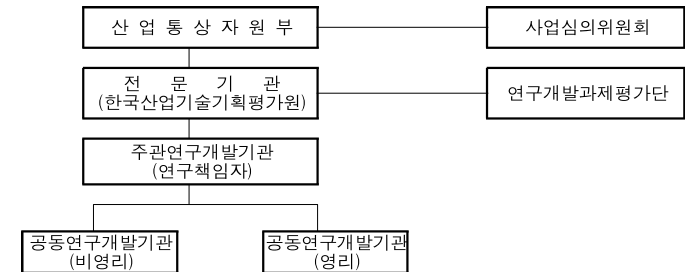 산 업 통 상 자 원 부
사업심의위원회
전 문 기 관
(한국산업기술기획평가원)
연구개발과제평가단
주관연구개발기관
(연구책임자)
공동연구개발기관
(비영리)
공동연구개발기관
(영리)